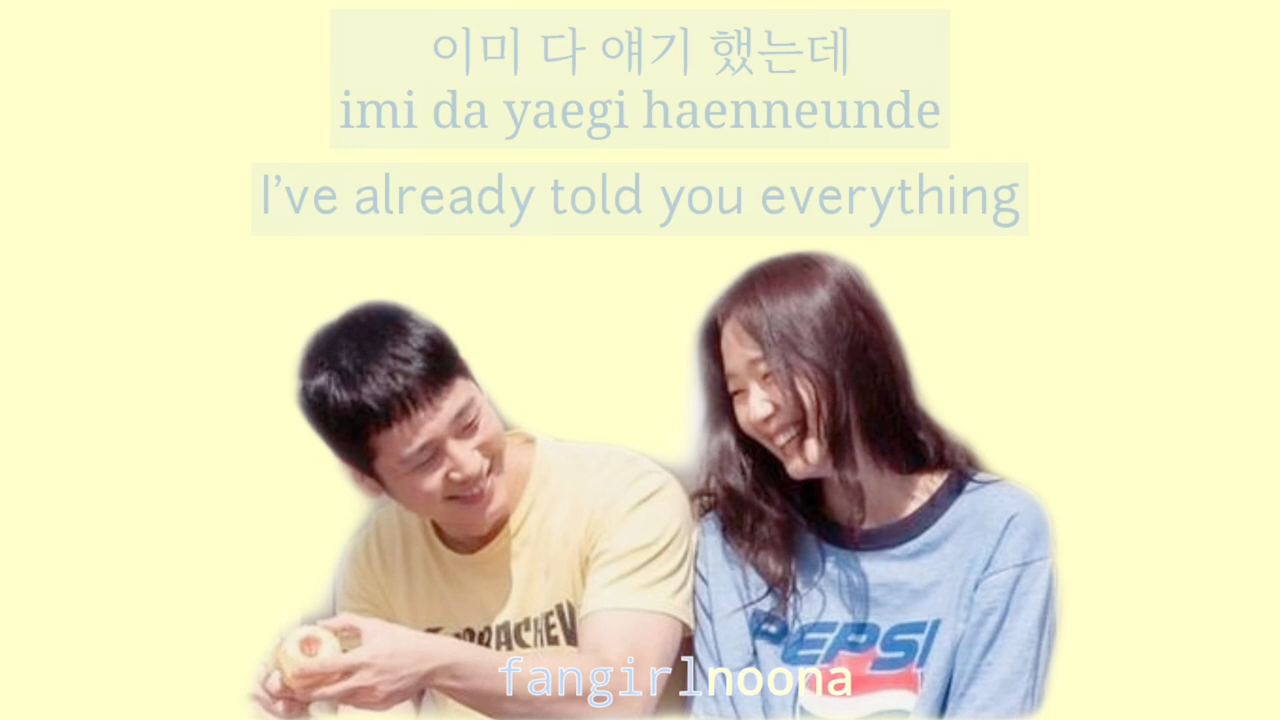 이미 다 얘기 했는데
imi da yaegi haenneunde
I've already told you everything
PEPSI
fangirlnoona